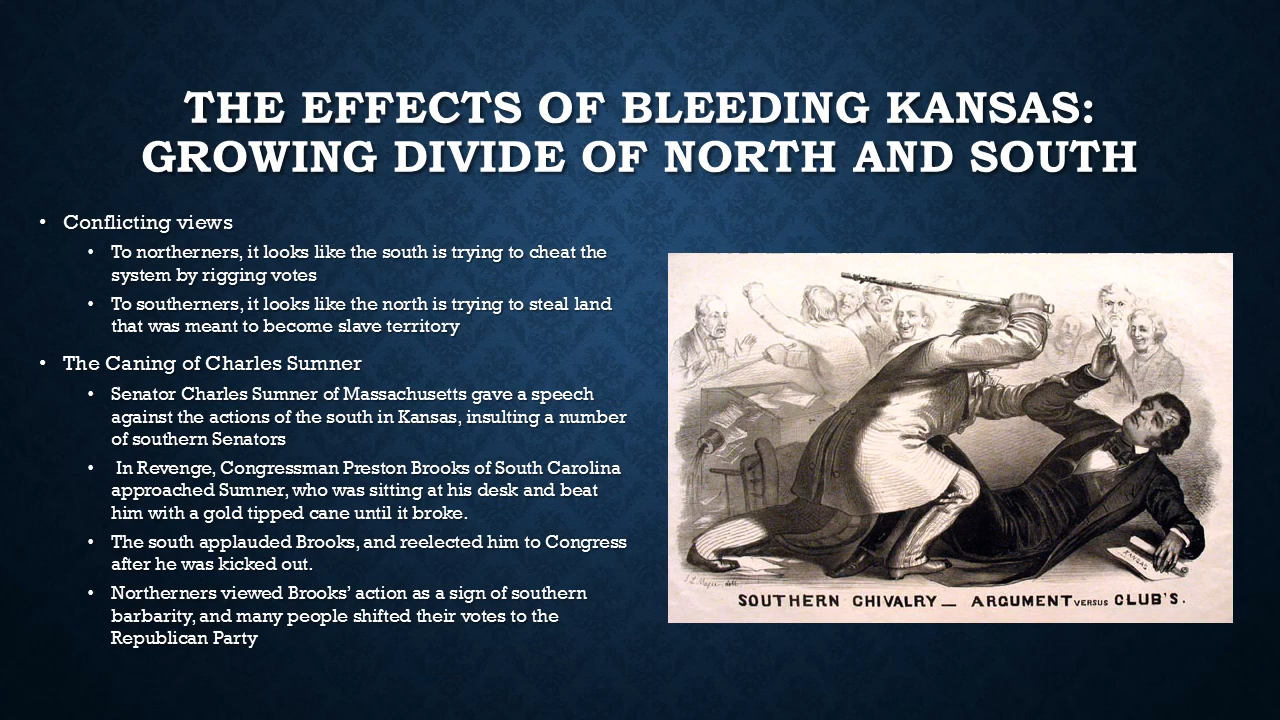 THE EFFECTS OF BLEEDING KANSAS:
GROWING DIVIDE OF NORTH AND SOUTH
• Conflicting views
• To northerners, it looks like the south is trying to cheat the
system by rigging votes
• To southerners, it looks like the north is trying to steal land
that was meant to become slave territory
• The Caning of Charles Sumner
• Senator Charles Sumner of Massachusetts gave a speech
against the actions of the south in Kansas, insulting a number
of southern Senators
• In Revenge, Congressman Preston Brooks of South Carolina
approached Sumner, who was sitting at his desk and beat
him with a gold tipped cane until it broke.
• The south applauded Brooks, and reelected him to Congress
after he was kicked out.
• Northerners viewed Brooks’ action as a sign of southern
barbarity, and many people shifted their votes to the
Republican Party
KANSAS
SOUTHERN CHIVALRY — ARGUMENT VERSUS CLUB'S.